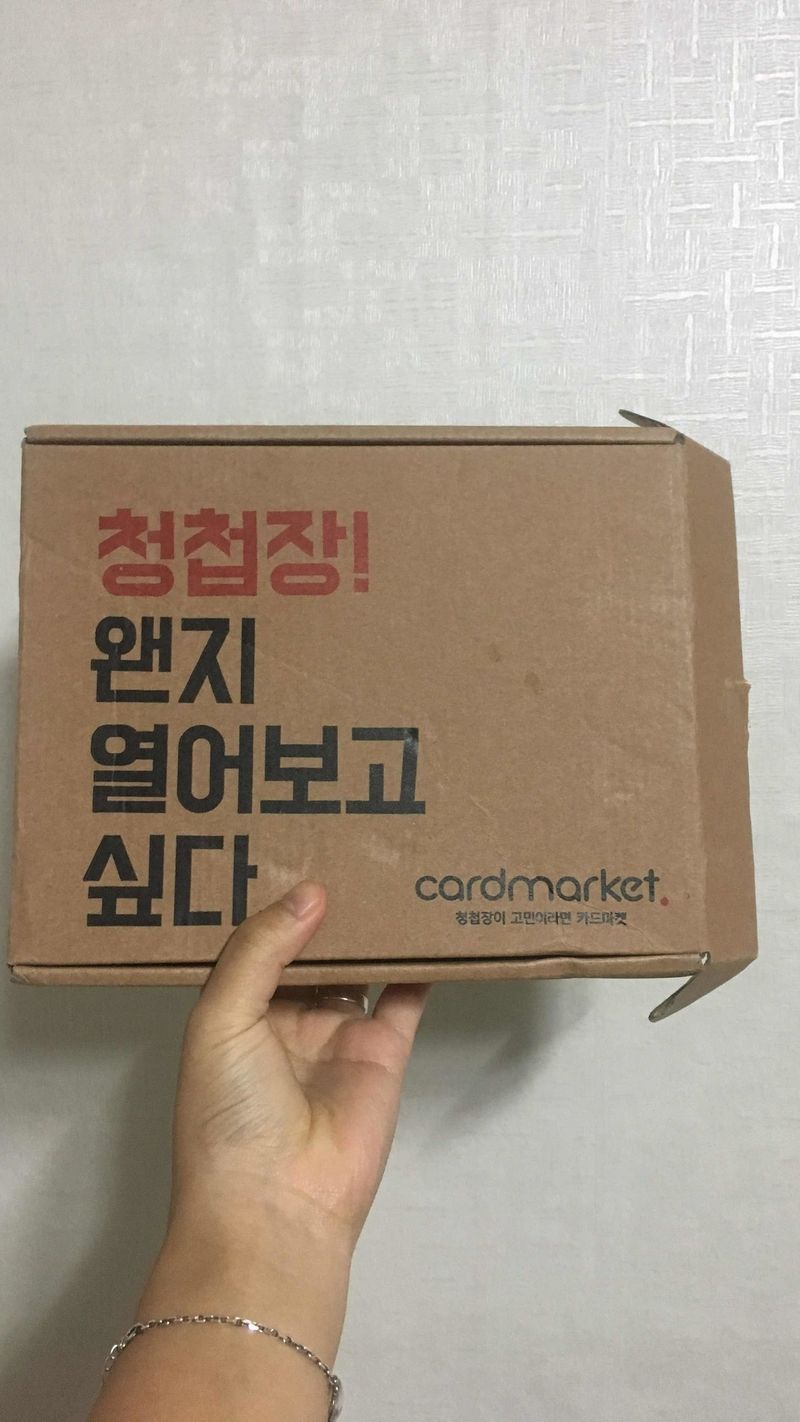 청첩장!
왠지
열어보고
싶다
cardmarket.
청첩장이 고민이라면 카드마켓